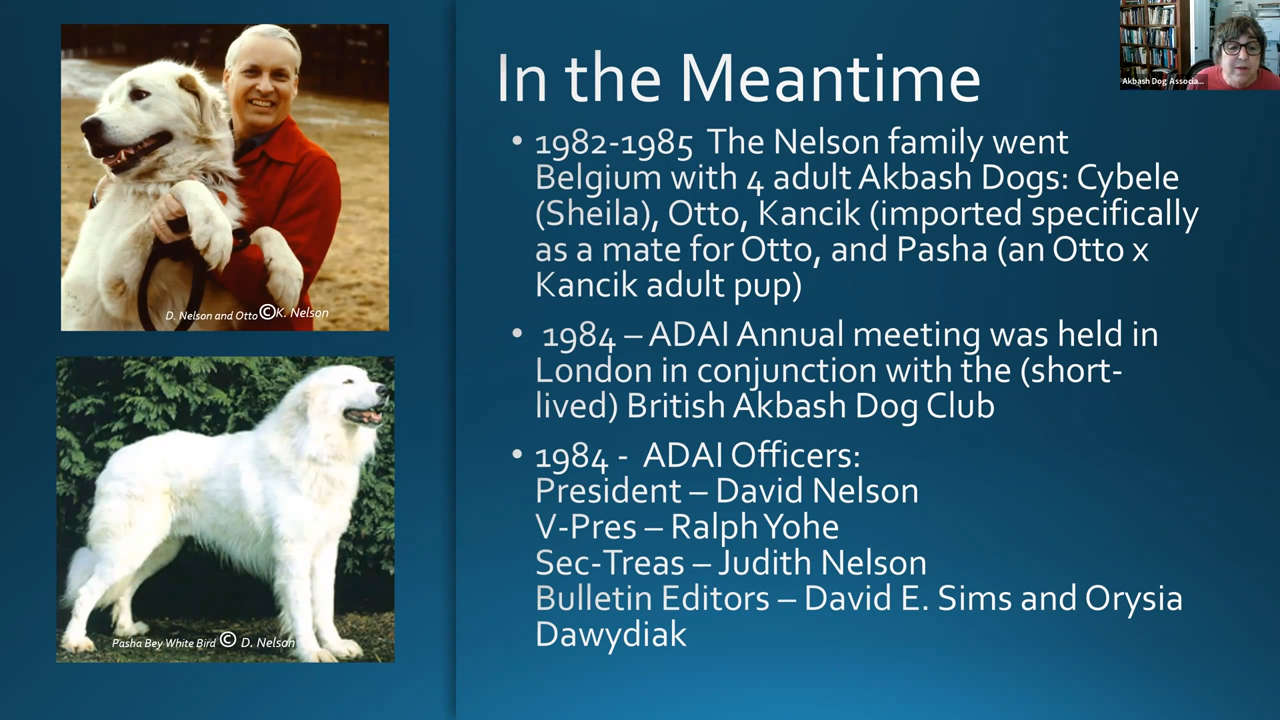 In the Meantime
• 1982-1985 The Nelson family went
Belgium with 4 adult Akbash Dogs: Cybele
(Sheila), Otto, Kancik (imported specifically
as a mate for Otto, and Pasha (an Otto x
Kancik adult pup)
• 1984 – ADAI Annual meeting was held in
London in conjunction with the (short-
lived) British Akbash Dog Club
• 1984 - ADAI Officers:
President – David Nelson
V-Pres – Ralph Yohe
Sec-Treas – Judith Nelson
Bulletin Editors – David E. Sims and Orysia
Dawydiak
D. Nelson and Otto © K. Nelson
Pasha Bey White Bird © D. Nelson
Akbash Dog Associa...